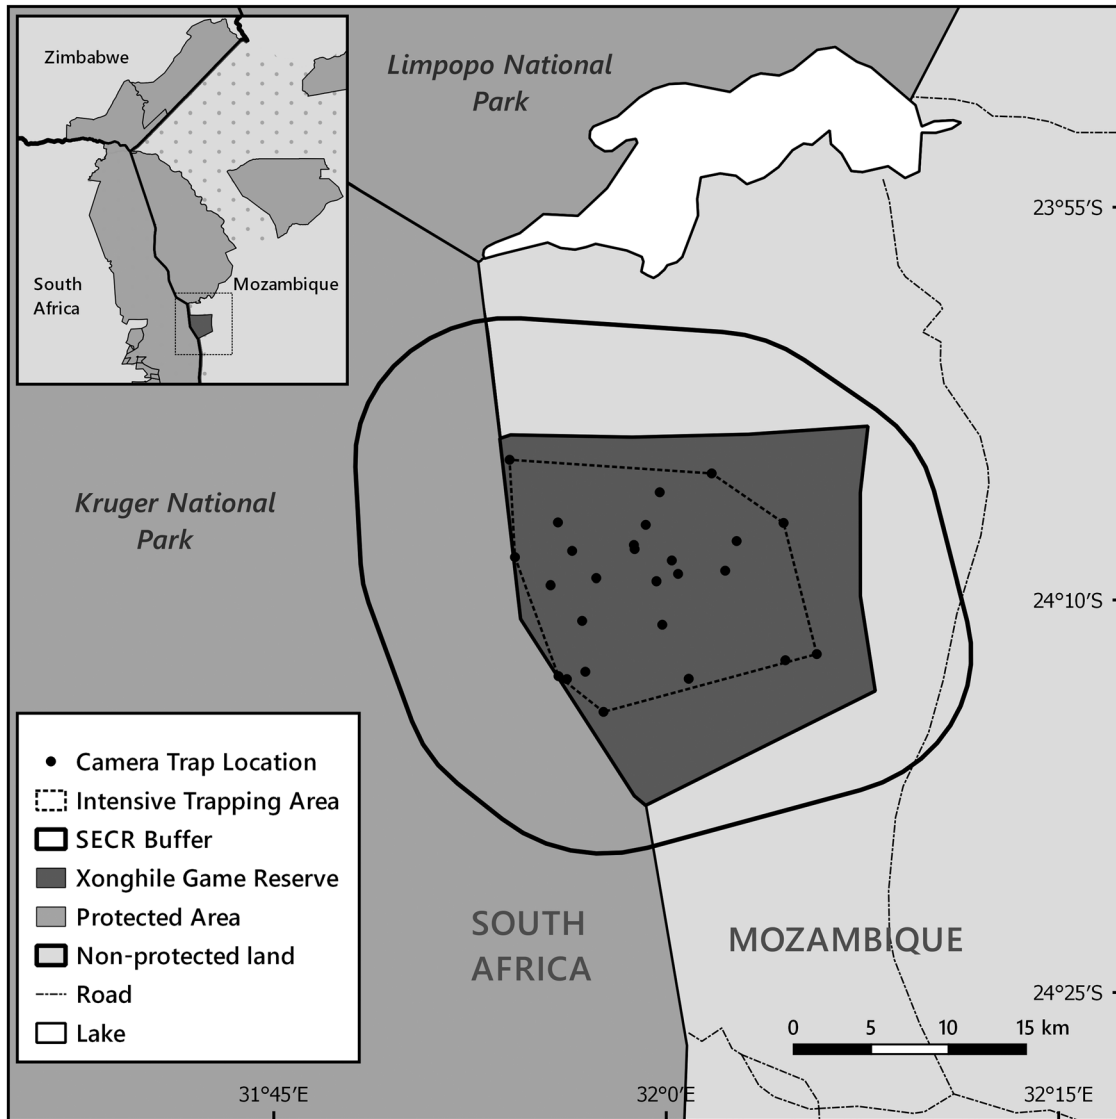 Zimbabwe
South
Africa
Mozambique
Limpopo National
Park
23°55′S
Kruger National
Park
24°10′S
Camera Trap Location
Intensive Trapping Area
SECR Buffer
Xonghile Game Reserve
Protected Area
Non-protected land
Road
Lake
SOUTH
AFRICA
MOZAMBIQUE
24°25′S
0 5 10 15 km
31°45′E 32°0′E 32°15′E